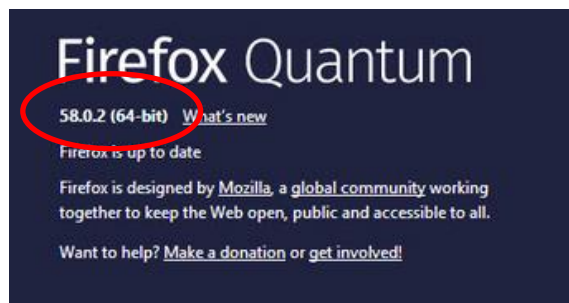 Firefox Quantum
58.0.2 (64-bit) What's new
Firefox is up to date
Firefox is designed by Mozilla, a global community working
together to keep the Web open, public and accessible to all.
Want to help? Make a donation or get involved!